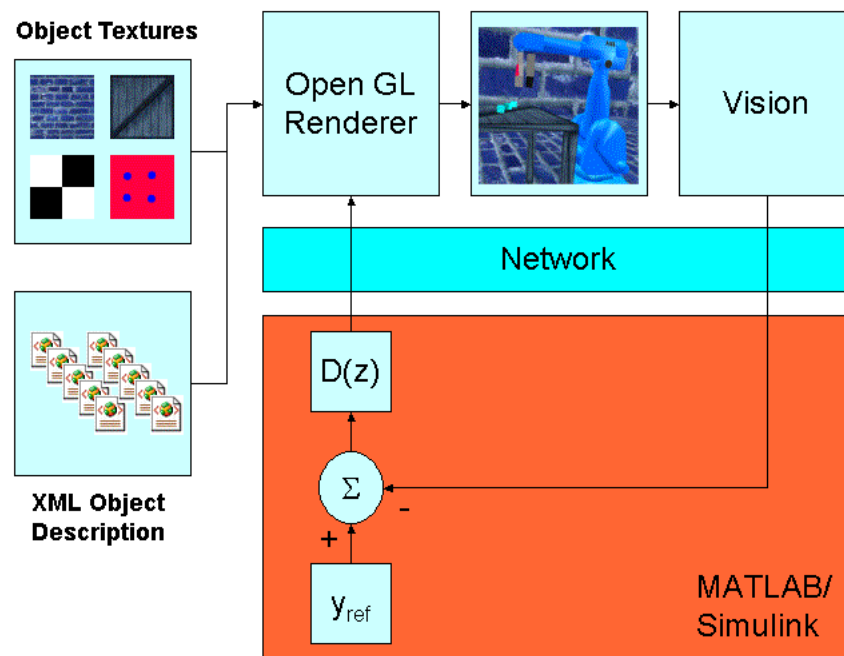 Object Textures
Open GL
Renderer
Vision
Network
D(z)
Σ
-
+
y_ref
XML Object
Description
MATLAB/
Simulink